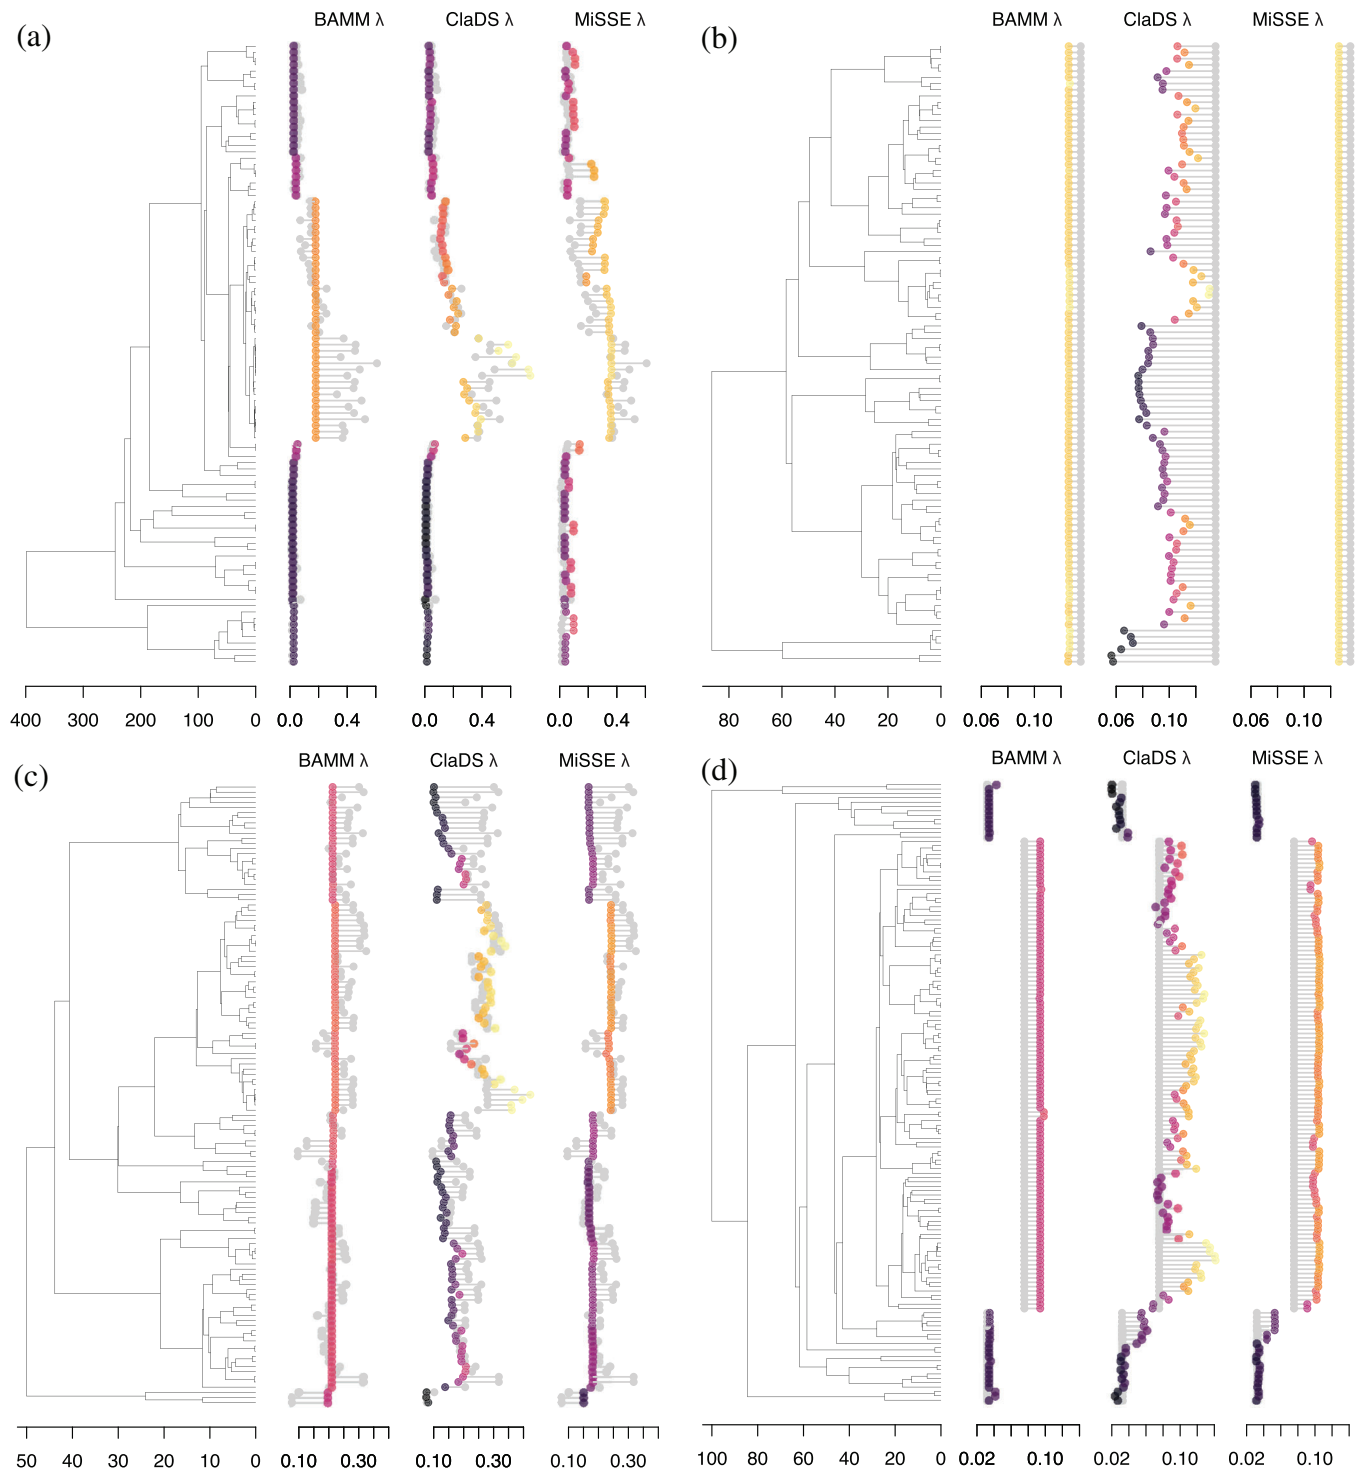 (a) BAMM λ ClaDS λ MiSSE λ
(b) BAMM λ ClaDS λ MiSSE λ
400 300 200 100 0 0.0 0.4 0.0 0.4 0.0 0.4
80 60 40 20 0 0.06 0.10 0.06 0.10 0.06 0.10
(c) BAMM λ ClaDS λ MiSSE λ
(d) BAMM λ ClaDS λ MiSSE λ
50 40 30 20 10 0 0.10 0.30 0.10 0.30 0.10 0.30
100 80 60 40 20 0 0.02 0.10 0.02 0.10 0.02 0.10